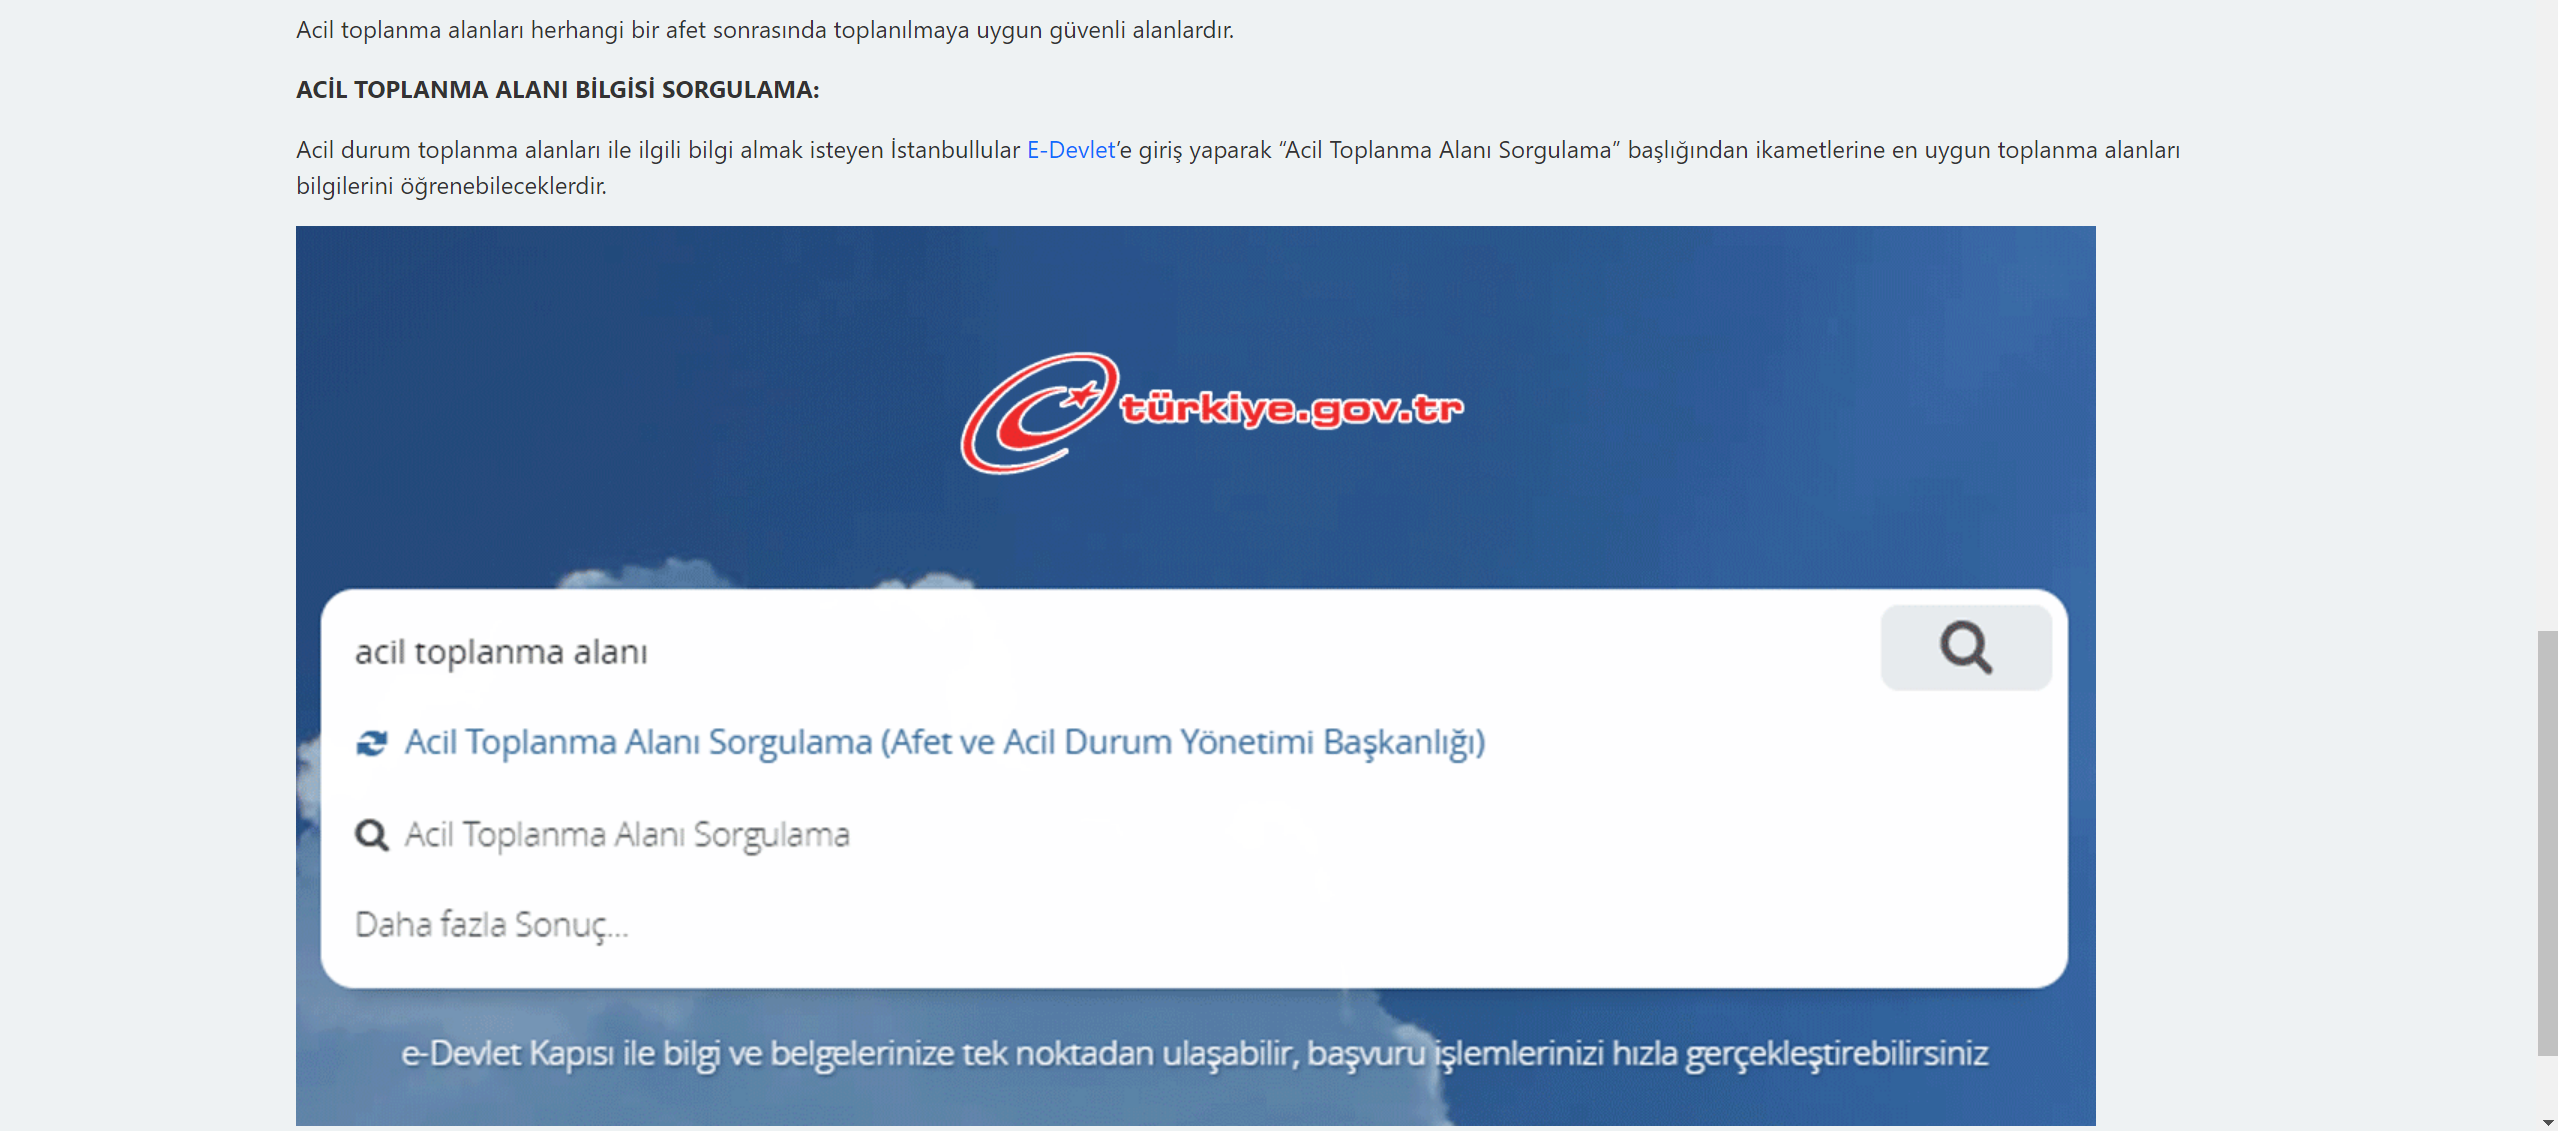 Acil toplanma alanları herhangi bir afet sonrasında toplanılmaya uygun güvenli alanlardır.
ACİL TOPLANMA ALANI BİLGİSİ SORGULAMA:
Acil durum toplanma alanları ile ilgili bilgi almak isteyen İstanbullular E-Devlet’e giriş yaparak “Acil Toplanma Alanı Sorgulama” başlığından ikametlerine en uygun toplanma alanları
bilgilerini öğrenebileceklerdir.
türkiye.gov.tr
acil toplanma alanı
Acil Toplanma Alanı Sorgulama (Afet ve Acil Durum Yönetimi Başkanlığı)
Acil Toplanma Alanı Sorgulama
Daha fazla Sonuç...
e-Devlet Kapısı ile bilgi ve belgelerinize tek noktadan ulaşabilir, başvuru işlemlerinizi hızla gerçekleştirebilirsiniz